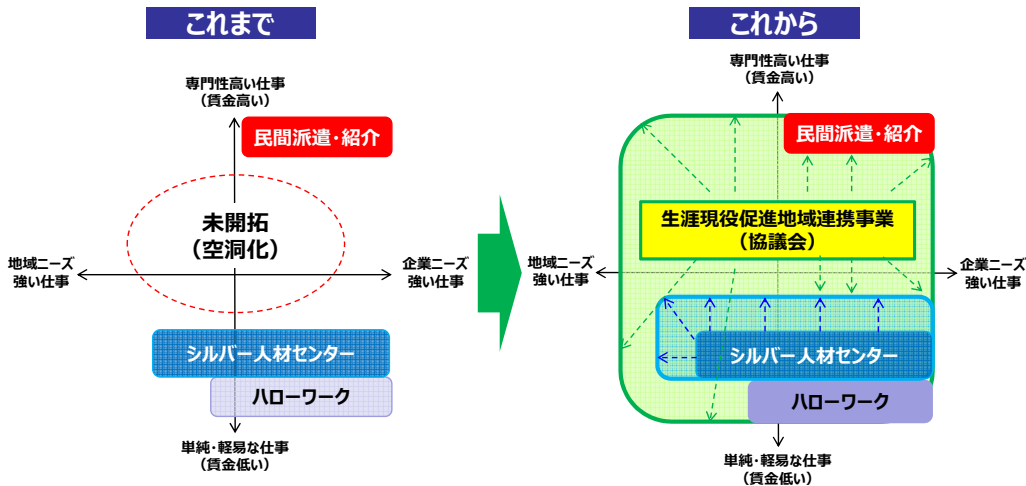 これまで
専門性高い仕事
(賃金高い)
民間派遣・紹介
未開拓
(空洞化)
地域ニーズ
強い仕事
企業ニーズ
強い仕事
シルバー人材センター
ハローワーク
単純・軽易な仕事
(賃金低い)
これから
専門性高い仕事
(賃金高い)
民間派遣・紹介
生涯現役促進地域連携事業
(協議会)
地域ニーズ
強い仕事
企業ニーズ
強い仕事
シルバー人材センター
ハローワーク
単純・軽易な仕事
(賃金低い)